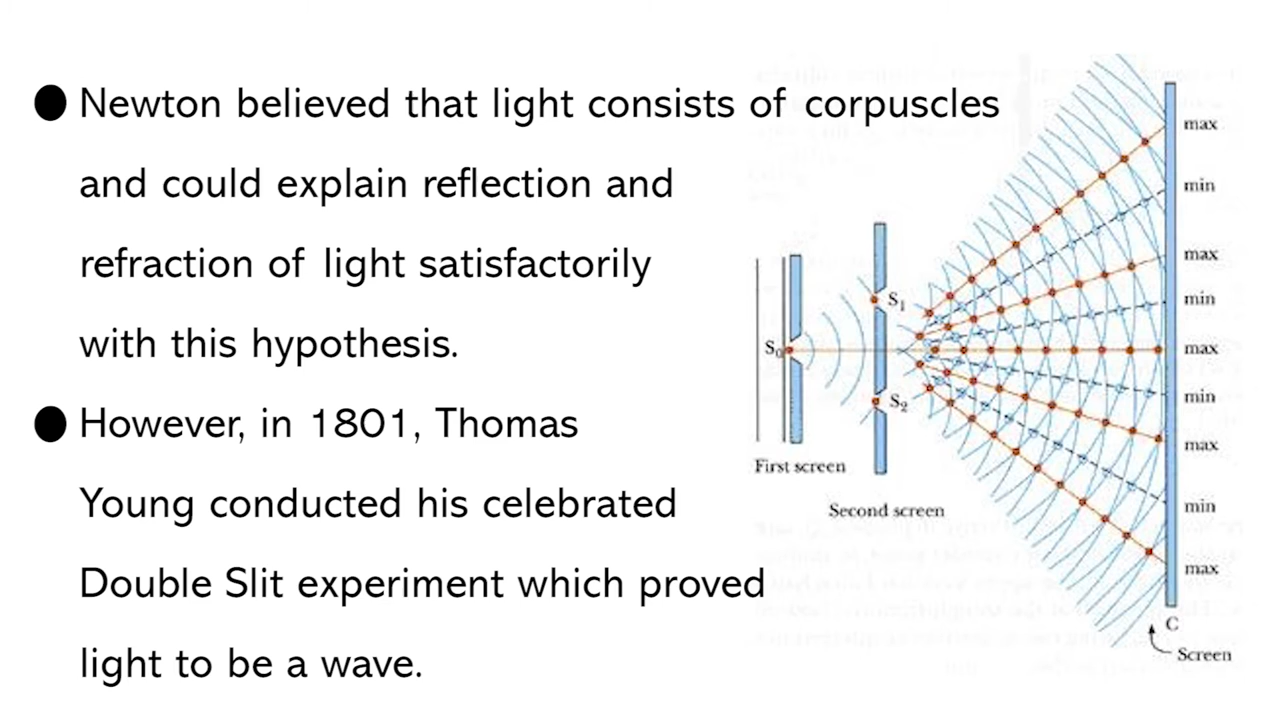 ● Newton believed that light consists of corpuscles
and could explain reflection and
refraction of light satisfactorily
with this hypothesis.
● However, in 1801, Thomas
Young conducted his celebrated
Double Slit experiment which proved
light to be a wave.
max
min
max
min
max
min
max
min
max
S₀
S₁
S₂
First screen
Second screen
C
Screen